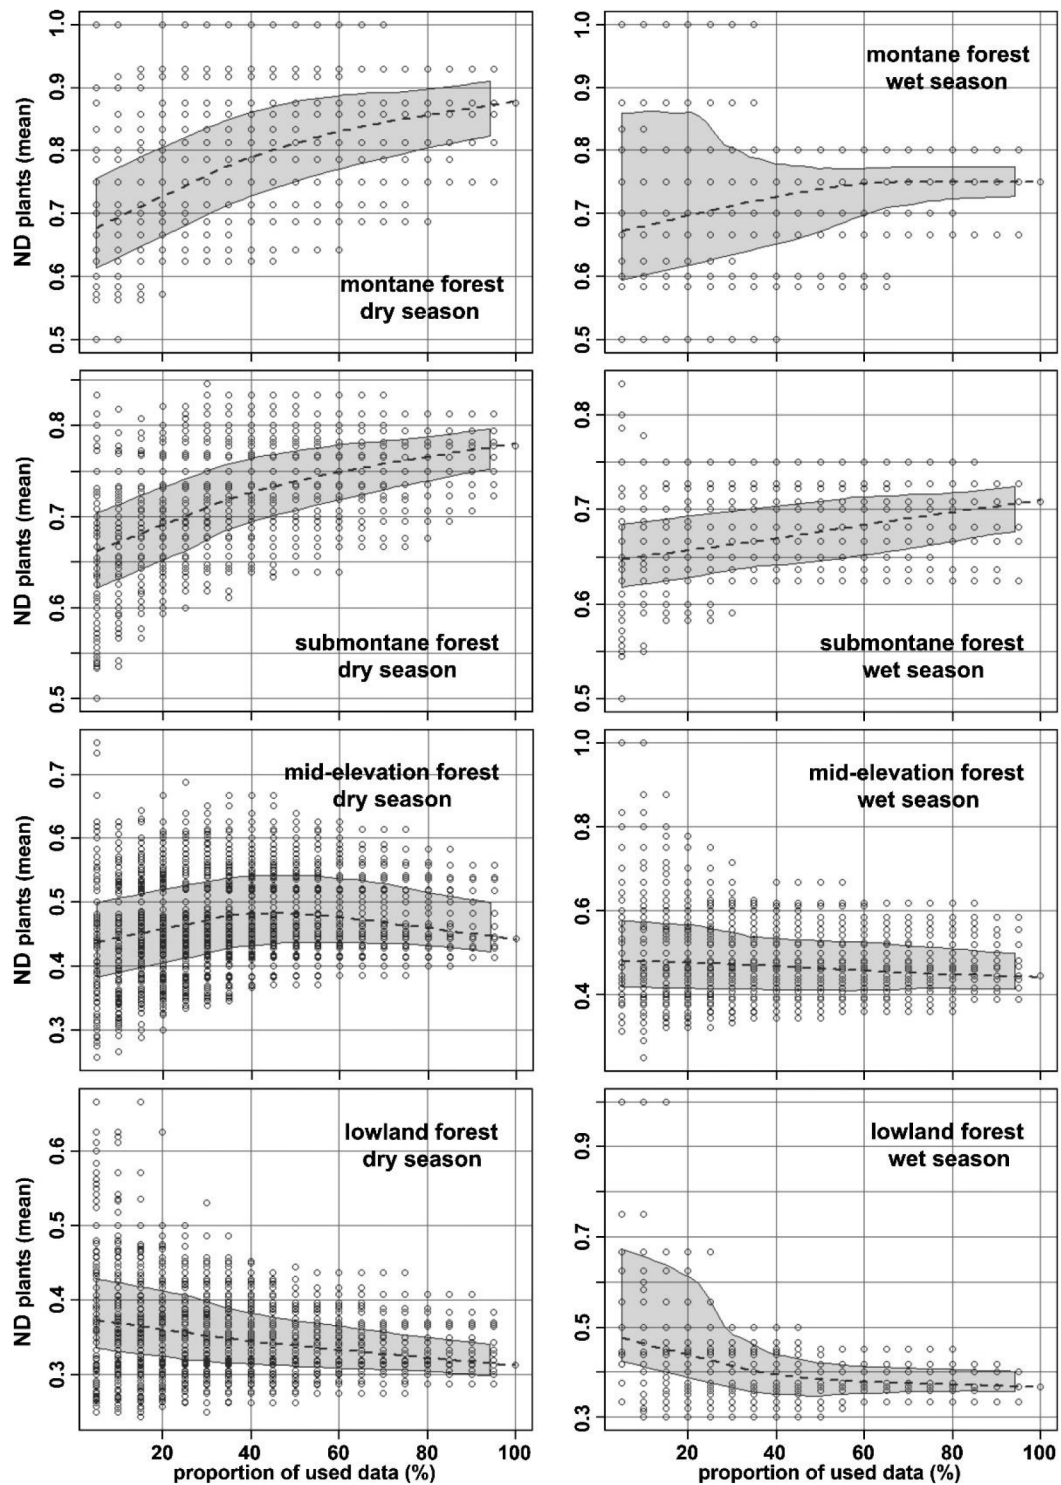 ND plants (mean)
1.0
0.9
0.8
0.7
0.6
0.5
montane forest
dry season
1.0
0.9
0.8
0.7
0.6
0.5
montane forest
wet season
ND plants (mean)
0.8
0.7
0.6
0.5
submontane forest
dry season
0.8
0.7
0.6
0.5
submontane forest
wet season
ND plants (mean)
0.7
0.6
0.5
0.4
0.3
mid-elevation forest
dry season
1.0
0.8
0.6
0.4
mid-elevation forest
wet season
ND plants (mean)
0.6
0.5
0.4
0.3
lowland forest
dry season
0.9
0.7
0.5
0.3
lowland forest
wet season
20 40 60 80 100
proportion of used data (%)
20 40 60 80 100
proportion of used data (%)